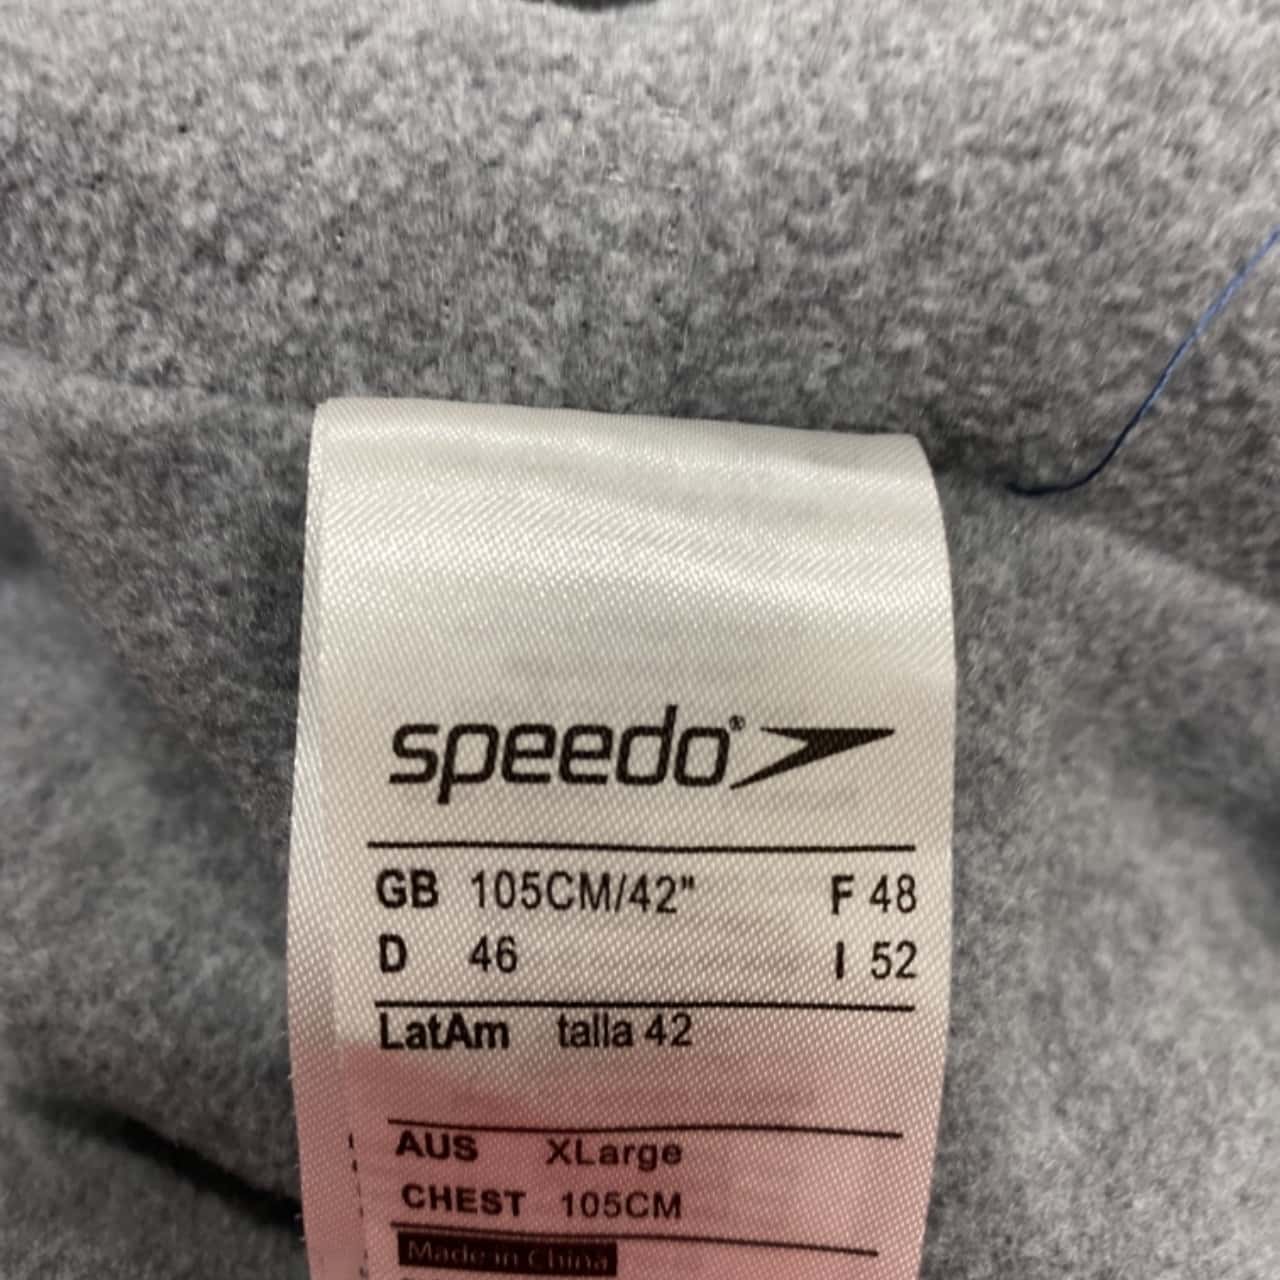 speedo®
GB 105CM/42" F 48
D 46 I 52
LatAm talla 42
AUS XLarge
CHEST 105CM
Made in China